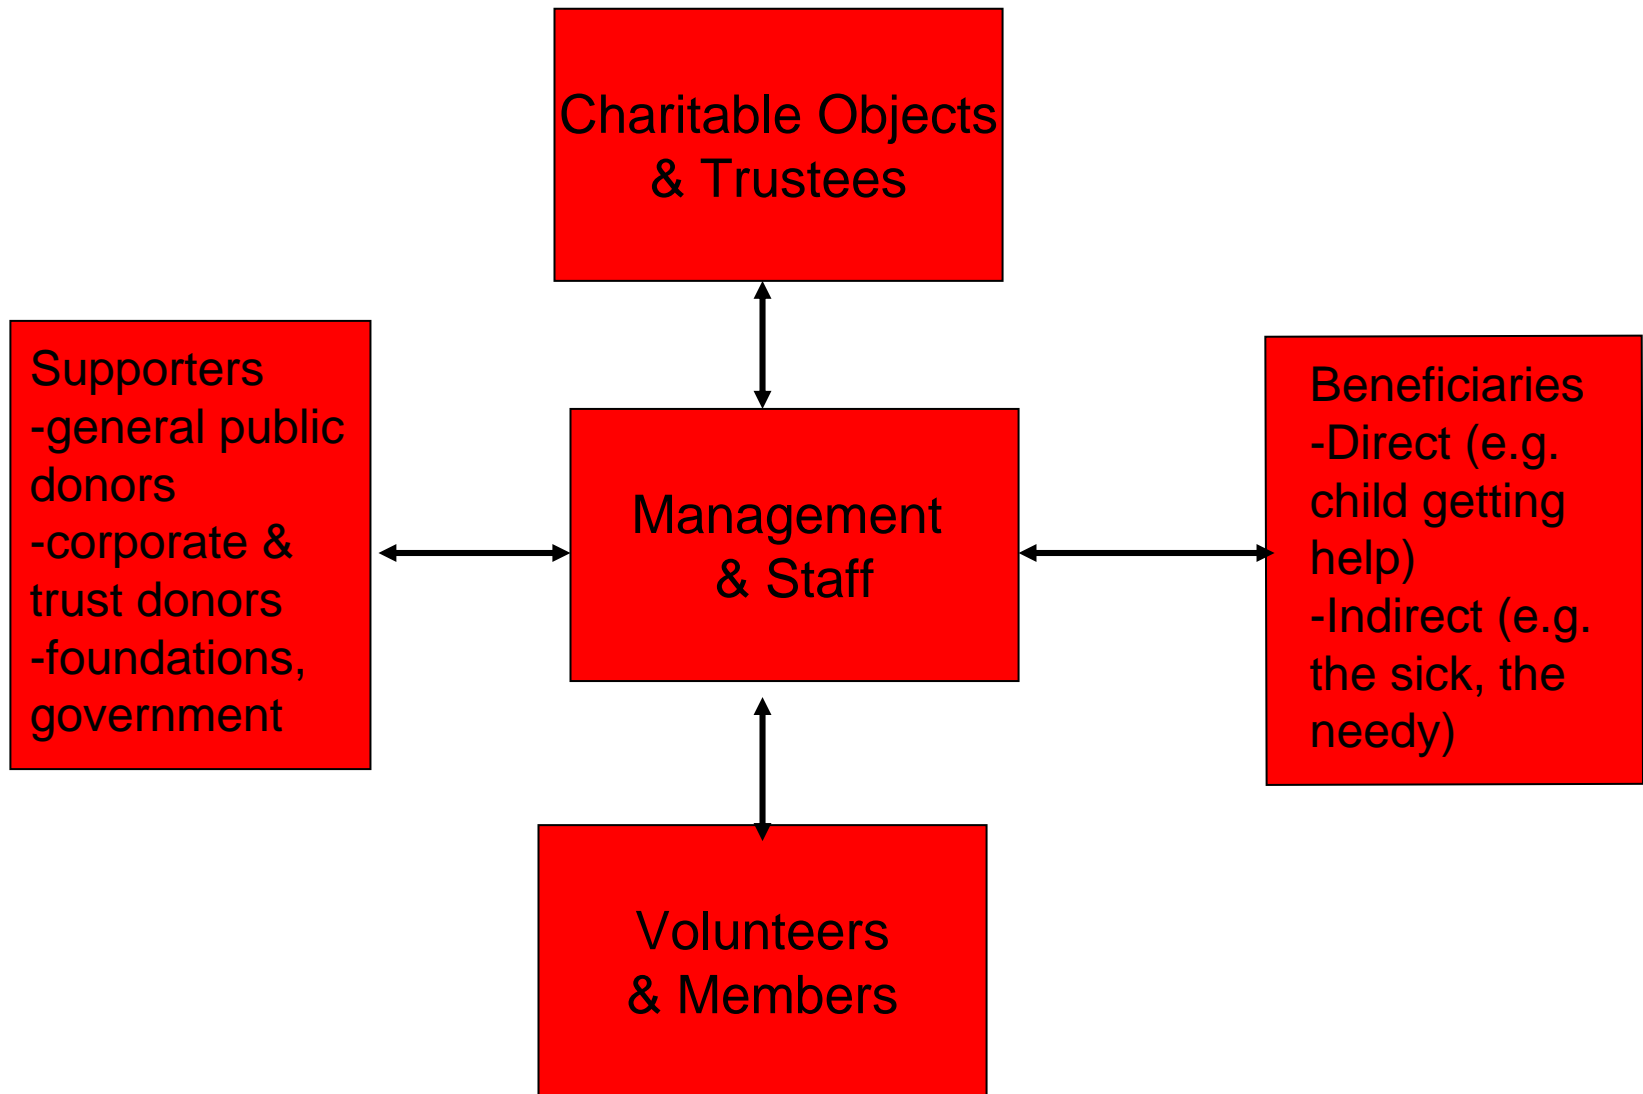 Charitable Objects
& Trustees
Supporters
-general public
donors
-corporate &
trust donors
-foundations,
government
Management
& Staff
Beneficiaries
-Direct (e.g.
child getting
help)
-Indirect (e.g.
the sick, the
needy)
Volunteers
& Members